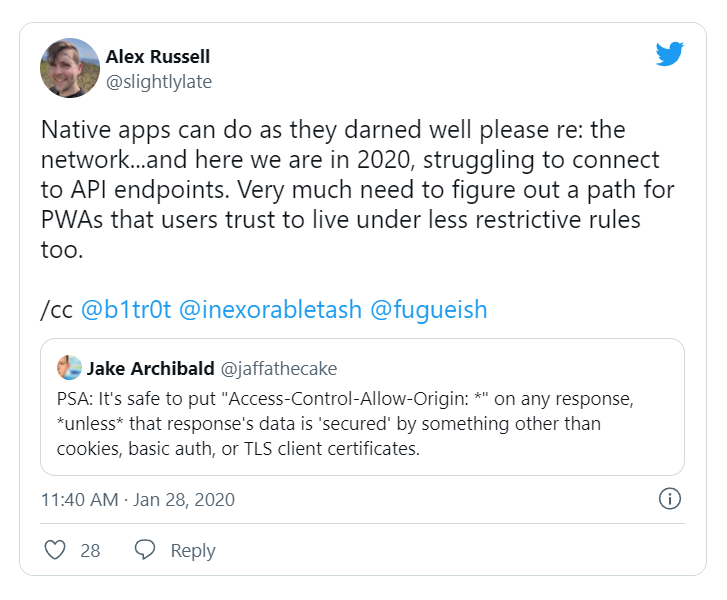 Alex Russell
@slightlylate
Native apps can do as they darned well please re: the
network...and here we are in 2020, struggling to connect
to API endpoints. Very much need to figure out a path for
PWAs that users trust to live under less restrictive rules
too.
/cc @b1tr0t @inexorabletash @fugueish
Jake Archibald @jaffathecake
PSA: It's safe to put "Access-Control-Allow-Origin: *" on any response,
*unless* that response's data is 'secured' by something other than
cookies, basic auth, or TLS client certificates.
11:40 AM · Jan 28, 2020
28 Reply